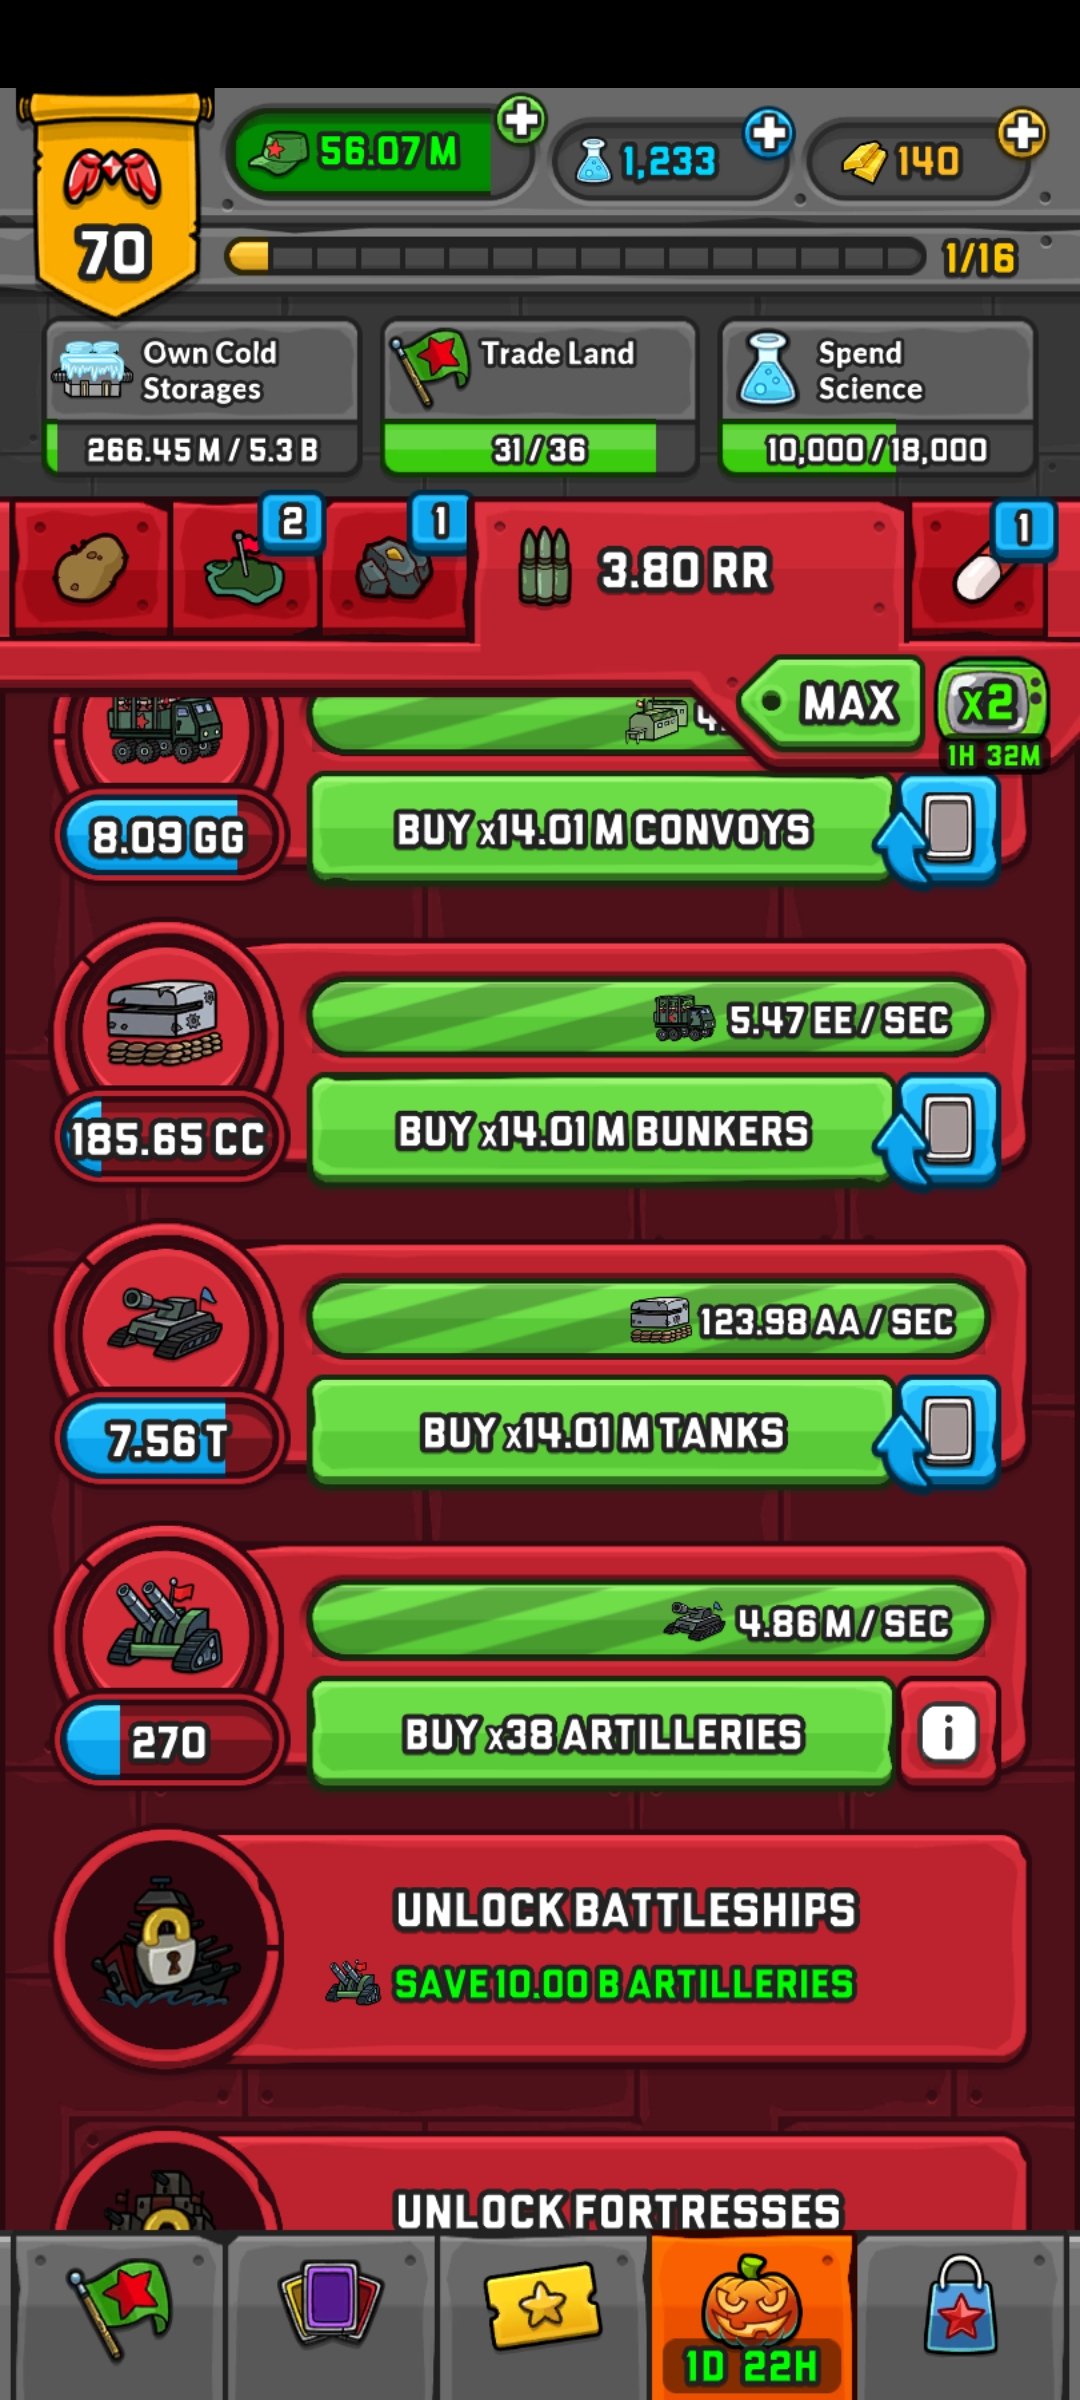 70
56.07 M
1,233
140
1/16
Own Cold
Storages
266.45 M / 5.3 B
Trade Land
31 / 36
Spend
Science
10,000 / 18,000
2
1
3.80 RR
1
MAX
x2
1H 32M
8.09 GG
BUY x14.01 M CONVOYS
5.47 EE / SEC
185.65 CC
BUY x14.01 M BUNKERS
123.98 AA / SEC
7.56 T
BUY x14.01 M TANKS
4.86 M / SEC
270
BUY x38 ARTILLERIES
i
UNLOCK BATTLESHIPS
SAVE 10.00 B ARTILLERIES
UNLOCK FORTRESSES
1D 22H